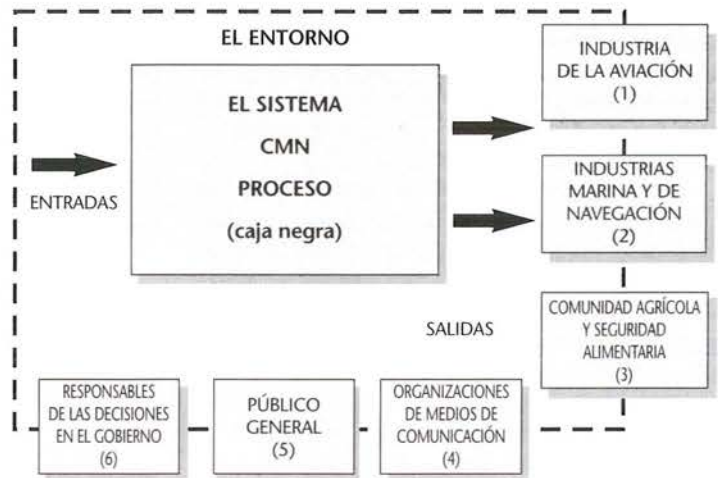 EL ENTORNO
EL SISTEMA
CMN
PROCESO
(caja negra)
ENTRADAS
INDUSTRIA
DE LA AVIACIÓN
(1)
INDUSTRIAS
MARINA Y DE
NAVEGACIÓN
(2)
COMUNIDAD AGRÍCOLA
Y SEGURIDAD
ALIMENTARIA
(3)
SALIDAS
RESPONSABLES
DE LAS DECISIONES
EN EL GOBIERNO
(6)
PÚBLICO
GENERAL
(5)
ORGANIZACIONES
DE MEDIOS DE
COMUNICACIÓN
(4)